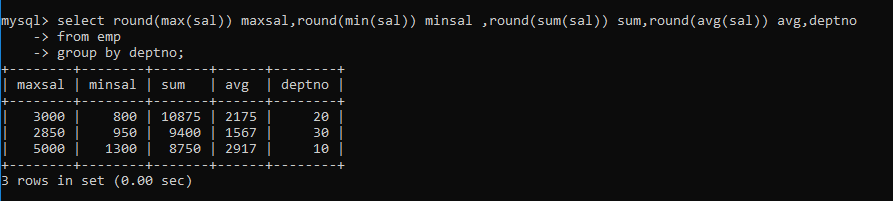 mysql> select round(max(sal)) maxsal,round(min(sal)) minsal ,round(sum(sal)) sum,round(avg(sal)) avg,deptno
    -> from emp
    -> group by deptno;
+--------+--------+-------+------+--------+
| maxsal | minsal | sum   | avg  | deptno |
+--------+--------+-------+------+--------+
|   3000 |    800 | 10875 | 2175 |     20 |
|   2850 |    950 |  9400 | 1567 |     30 |
|   5000 |   1300 |  8750 | 2917 |     10 |
+--------+--------+-------+------+--------+
3 rows in set (0.00 sec)